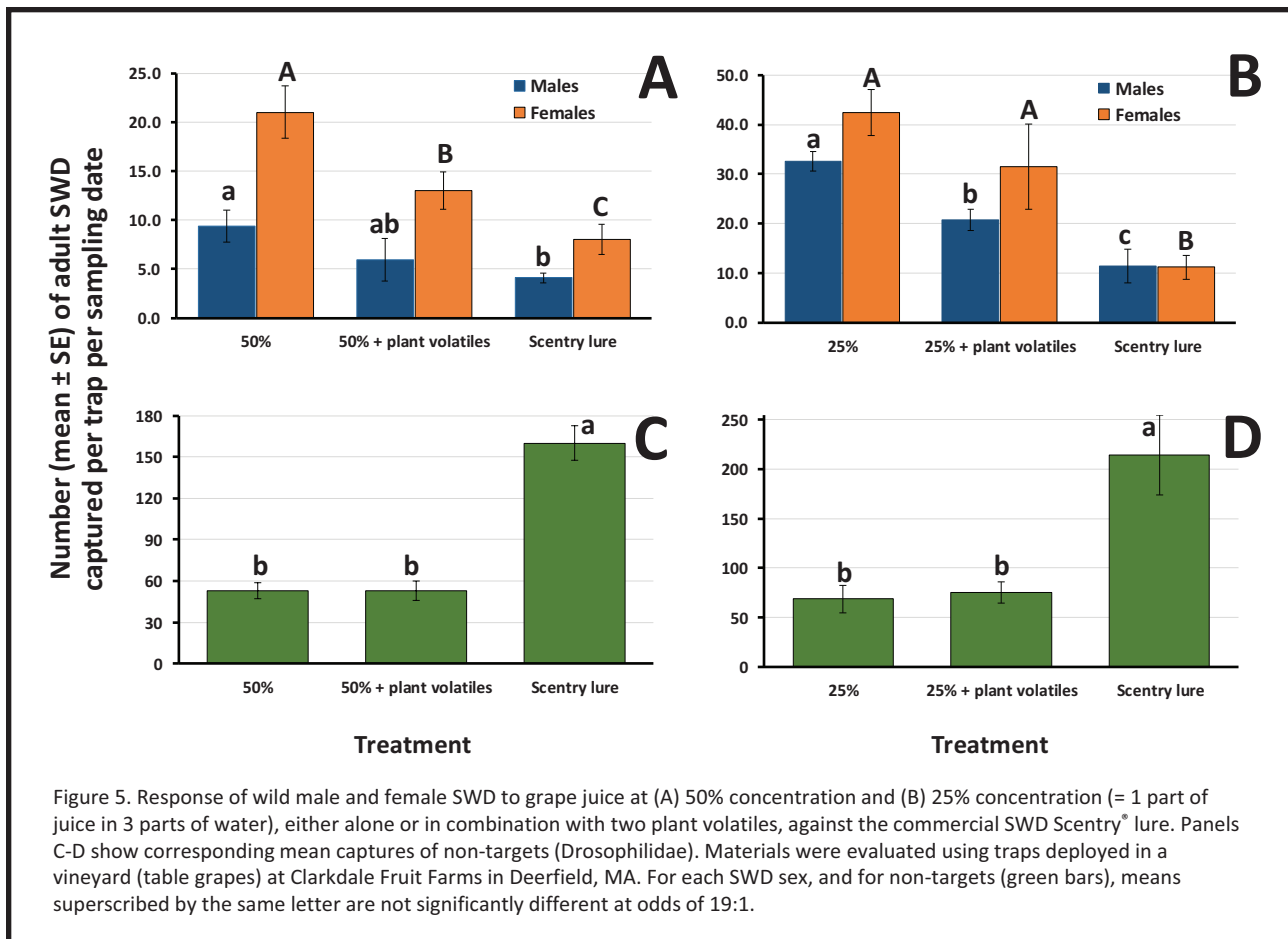 Number (mean ± SE) of adult SWD
captured per trap per sampling date
A
25.0
20.0
15.0
10.0
5.0
0.0
Males
Females
a
A
ab
B
b
C
50%
50% + plant volatiles
Scentry lure
B
50.0
40.0
30.0
20.0
10.0
0.0
Males
Females
a
A
b
A
c
B
25%
25% + plant volatiles
Scentry lure
C
180
150
120
90
60
30
0
b
b
a
50%
50% + plant volatiles
Scentry lure
Treatment
D
250
200
150
100
50
0
b
b
a
25%
25% + plant volatiles
Scentry lure
Treatment
Figure 5. Response of wild male and female SWD to grape juice at (A) 50% concentration and (B) 25% concentration (= 1 part of
juice in 3 parts of water), either alone or in combination with two plant volatiles, against the commercial SWD Scentry® lure. Panels
C-D show corresponding mean captures of non-targets (Drosophilidae). Materials were evaluated using traps deployed in a
vineyard (table grapes) at Clarkdale Fruit Farms in Deerfield, MA. For each SWD sex, and for non-targets (green bars), means
superscribed by the same letter are not significantly different at odds of 19:1.